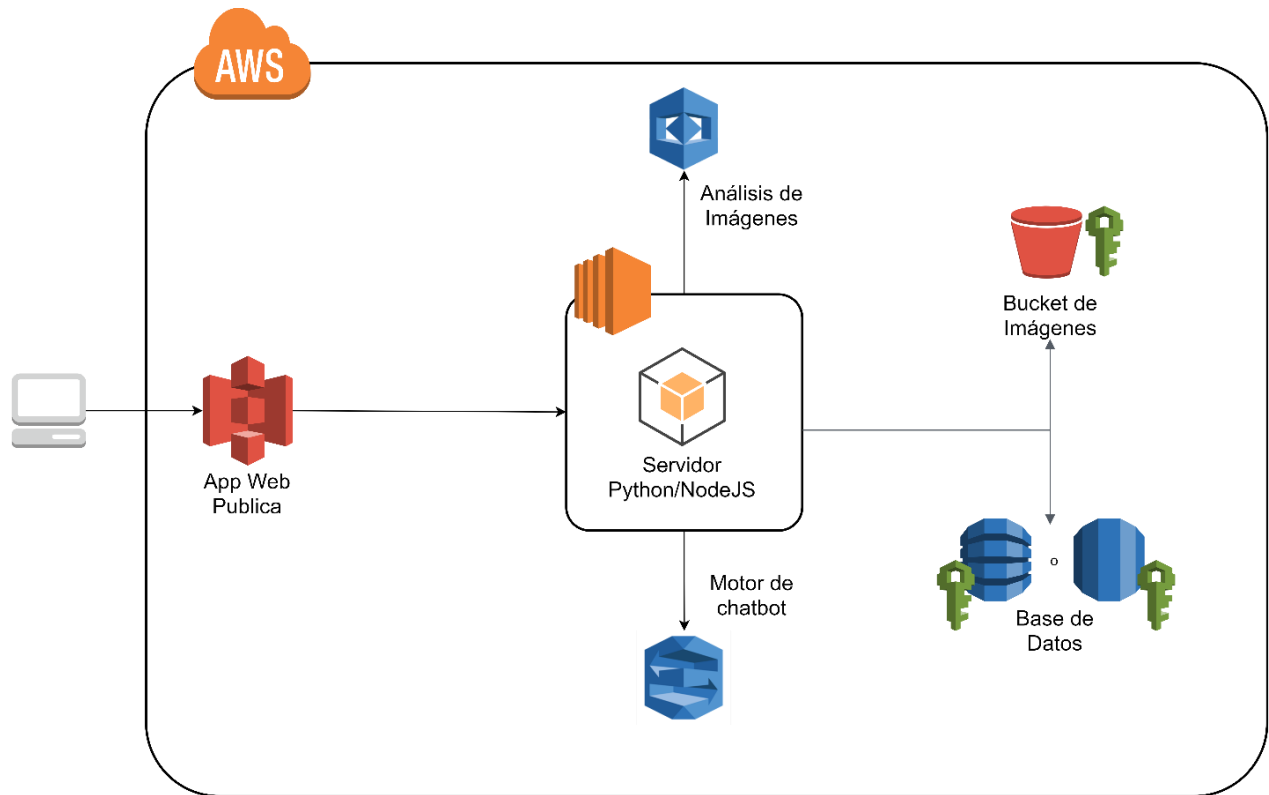 AWS
Análisis de
Imágenes
Bucket de
Imágenes
App Web
Publica
Servidor
Python/NodeJS
Motor de
chatbot
o
Base de
Datos